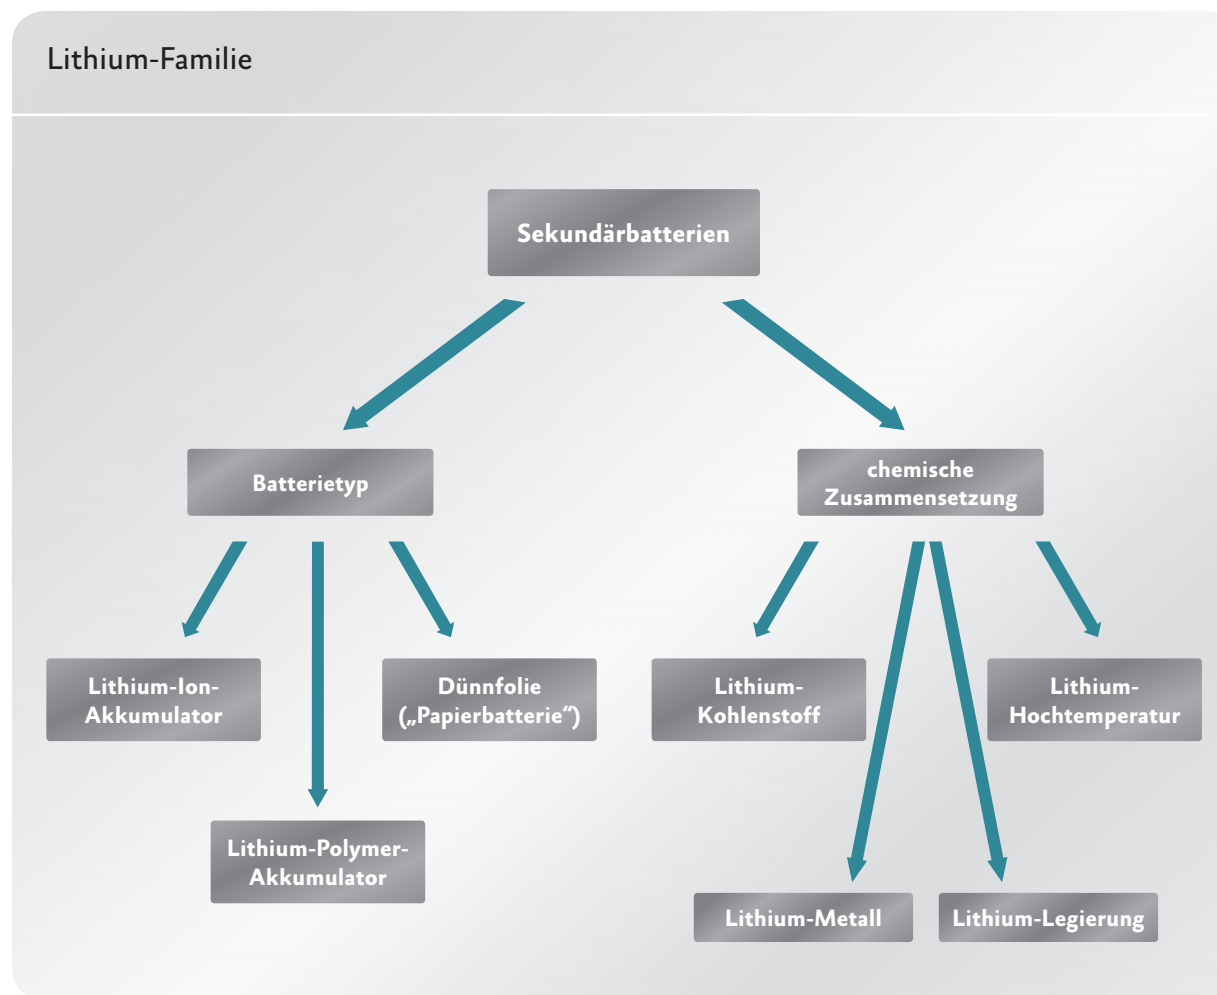 Lithium-Familie
Sekundärbatterien
Batterietyp
chemische
Zusammensetzung
Lithium-Ion-
Akkumulator
Dünnfolie
(„Papierbatterie“)
Lithium-
Kohlenstoff
Lithium-
Hochtemperatur
Lithium-Polymer-
Akkumulator
Lithium-Metall
Lithium-Legierung